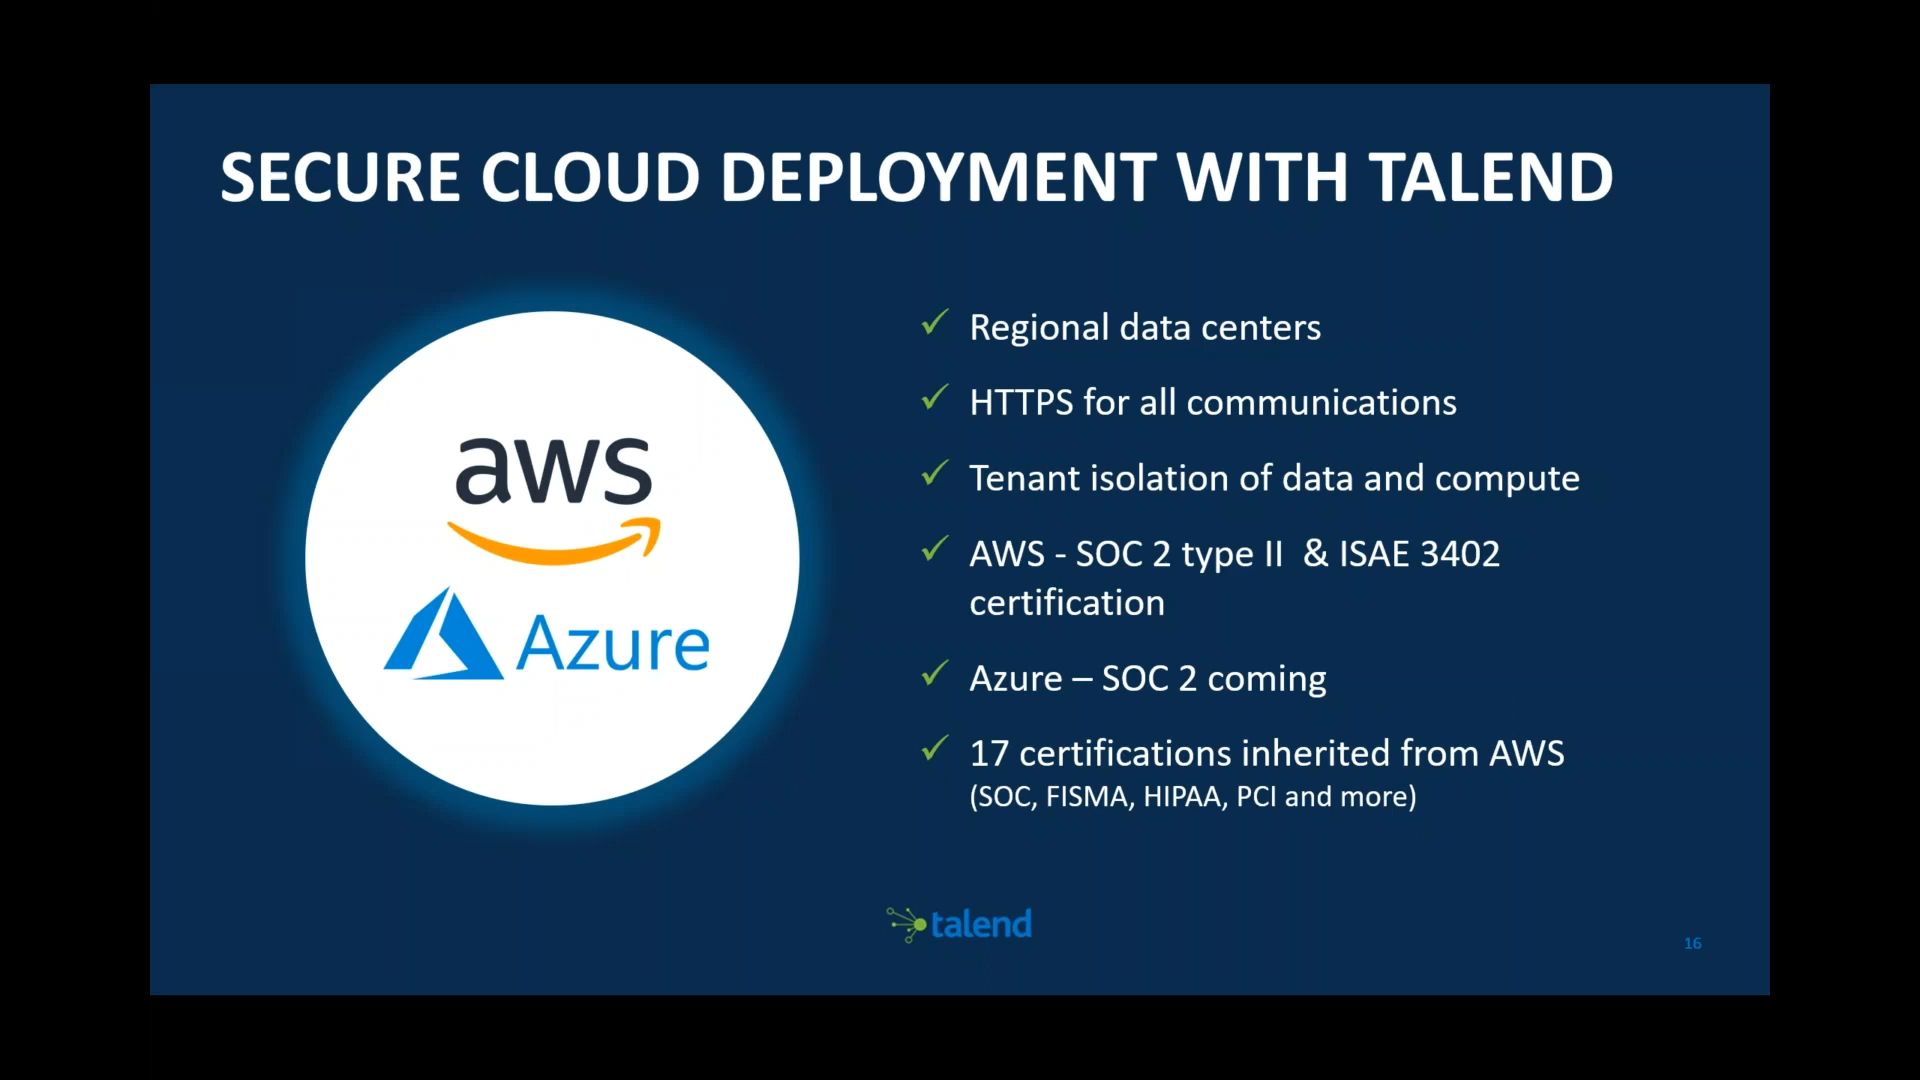 SECURE CLOUD DEPLOYMENT WITH TALEND
aws
Azure
Regional data centers
HTTPS for all communications
Tenant isolation of data and compute
AWS - SOC 2 type II  & ISAE 3402
certification
Azure – SOC 2 coming
17 certifications inherited from AWS
(SOC, FISMA, HIPAA, PCI and more)
talend
16